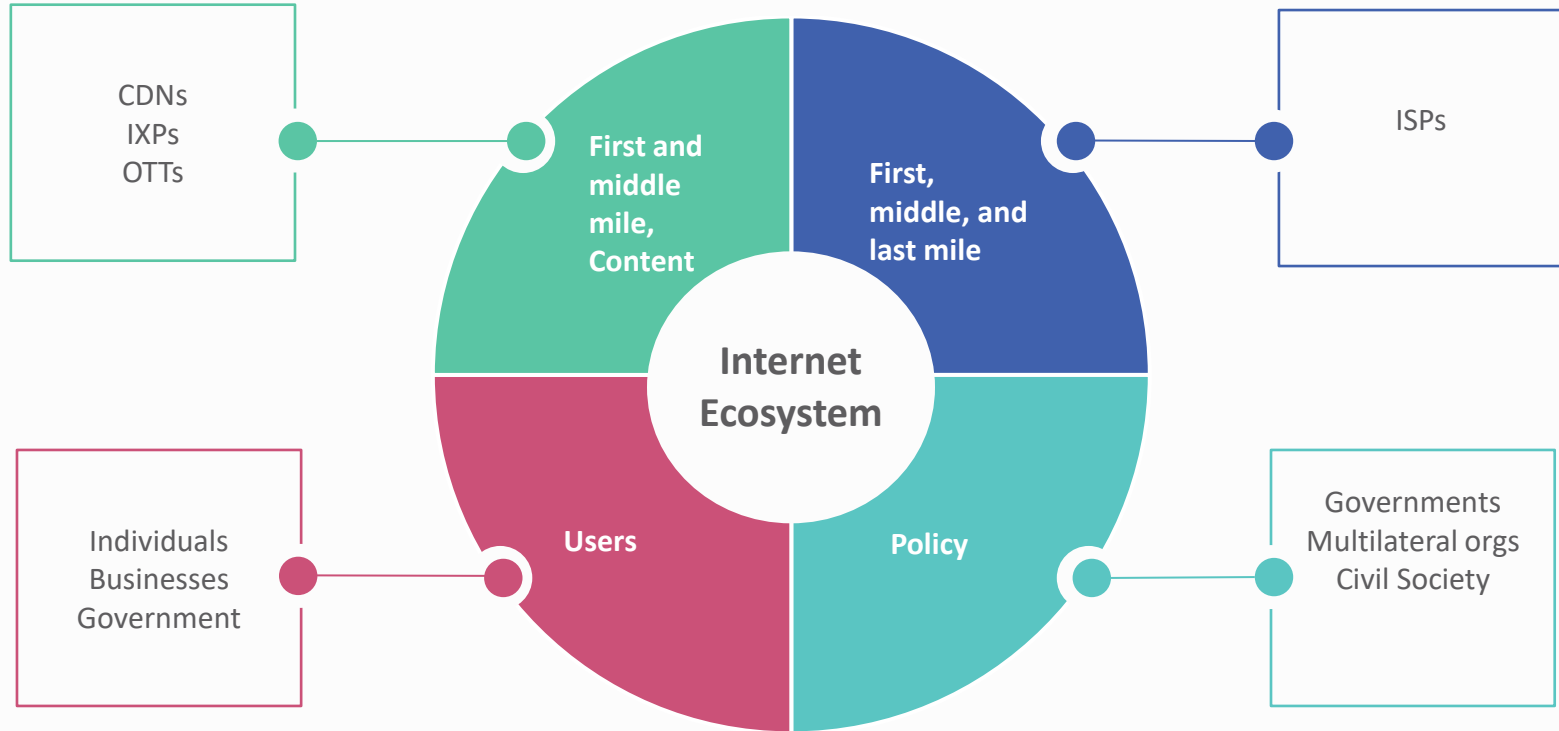 CDNs
IXPs
OTTs
First and
middle
mile,
Content
First,
middle, and
last mile
ISPs
Internet
Ecosystem
Individuals
Businesses
Government
Users
Policy
Governments
Multilateral orgs
Civil Society